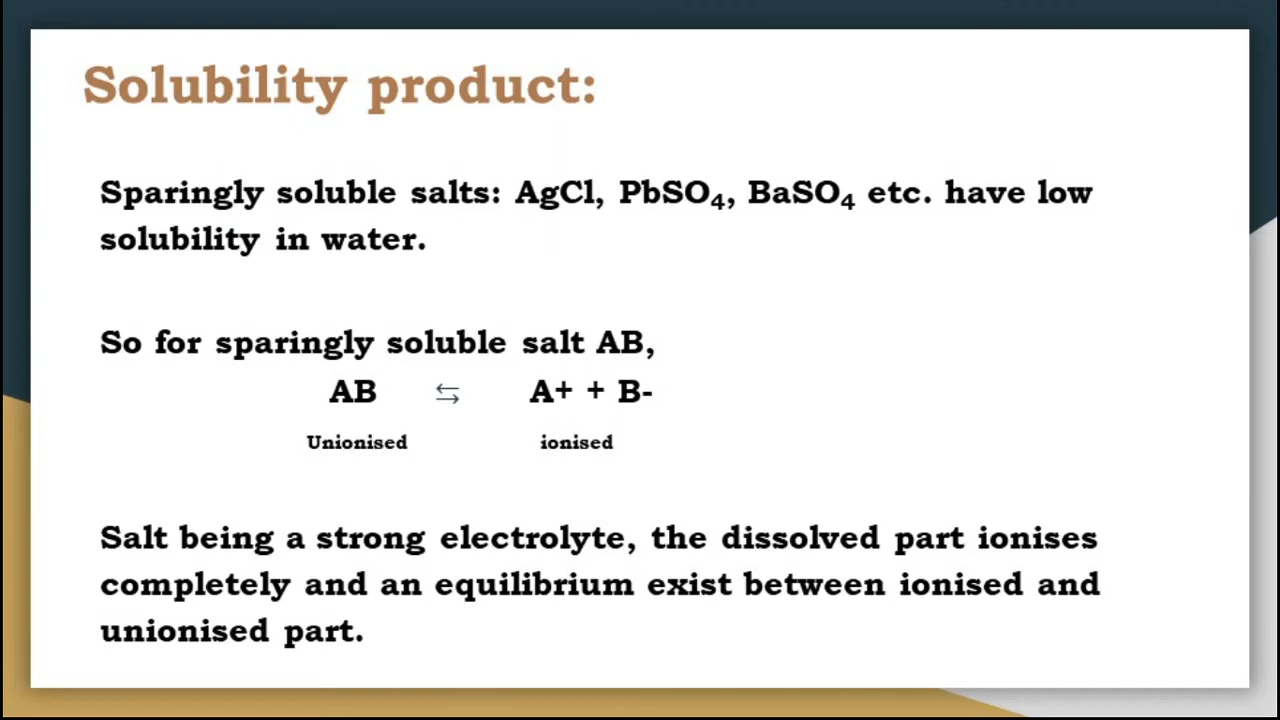 Solubility product:
Sparingly soluble salts: AgCl, PbSO₄, BaSO₄ etc. have low
solubility in water.
So for sparingly soluble salt AB,
AB ⇆ A+ + B-
Unionised ionised
Salt being a strong electrolyte, the dissolved part ionises
completely and an equilibrium exist between ionised and
unionised part.